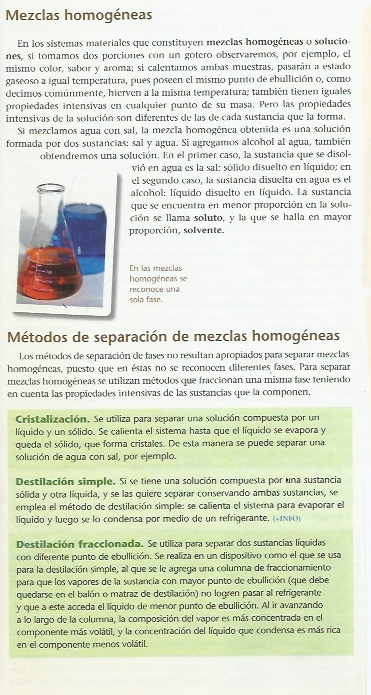 Mezclas homogéneas
En los sistemas materiales que constituyen mezclas homogéneas o solucio-
nes, si tomamos dos porciones con un gotero observaremos, por ejemplo, el
mismo color, sabor y aroma; si calentamos ambas muestras, pasarán a estado
gaseoso a igual temperatura, pues poseen el mismo punto de ebullición o, como
decimos comúnmente, hierven a la misma temperatura; también tienen iguales
propiedades intensivas en cualquier punto de su masa. Pero las propiedades
intensivas de la solución son diferentes de las de cada sustancia que la forma.
Si mezclamos agua con sal, la mezcla homogénea obtenida es una solución
formada por dos sustancias: sal y agua. Si agregamos alcohol al agua, también
obtendremos una solución. En el primer caso, la sustancia que se disol-
vió en agua es la sal: sólido disuelto en líquido; en
el segundo caso, la sustancia disuelta en agua es el
alcohol: líquido disuelto en líquido. La sustancia
que se encuentra en menor proporción en la solu-
ción se llama soluto, y la que se halla en mayor
proporción, solvente.
En las mezclas
homogéneas se
reconoce una
sola fase.
Métodos de separación de mezclas homogéneas
Los métodos de separación de fases no resultan apropiados para separar mezclas
homogéneas, puesto que en éstas no se reconocen diferentes fases. Para separar
mezclas homogéneas se utilizan métodos que fraccionan una misma fase teniendo
en cuenta las propiedades intensivas de las sustancias que la componen.
Cristalización. Se utiliza para separar una solución compuesta por un
líquido y un sólido. Se calienta el sistema hasta que el líquido se evapora y
queda el sólido, que forma cristales. De esta manera se puede separar una
solución de agua con sal, por ejemplo.
Destilación simple. Si se tiene una solución compuesta por una sustancia
sólida y otra líquida, y se las quiere separar conservando ambas sustancias, se
emplea el método de destilación simple: se calienta el sistema para evaporar el
líquido y luego se lo condensa por medio de un refrigerante. (+INFO)
Destilación fraccionada. Se utiliza para separar dos sustancias líquidas
con diferente punto de ebullición. Se realiza en un dispositivo como el que se usa
para la destilación simple, al que se le agrega una columna de fraccionamiento
para que los vapores de la sustancia con mayor punto de ebullición (que debe
quedarse en el balón o matraz de destilación) no logren pasar al refrigerante
y que a este acceda el líquido de menor punto de ebullición. Al ir avanzando
a lo largo de la columna, la composición del vapor es más concentrada en el
componente más volátil, y la concentración del líquido que condensa es más rica
en el componente menos volátil.